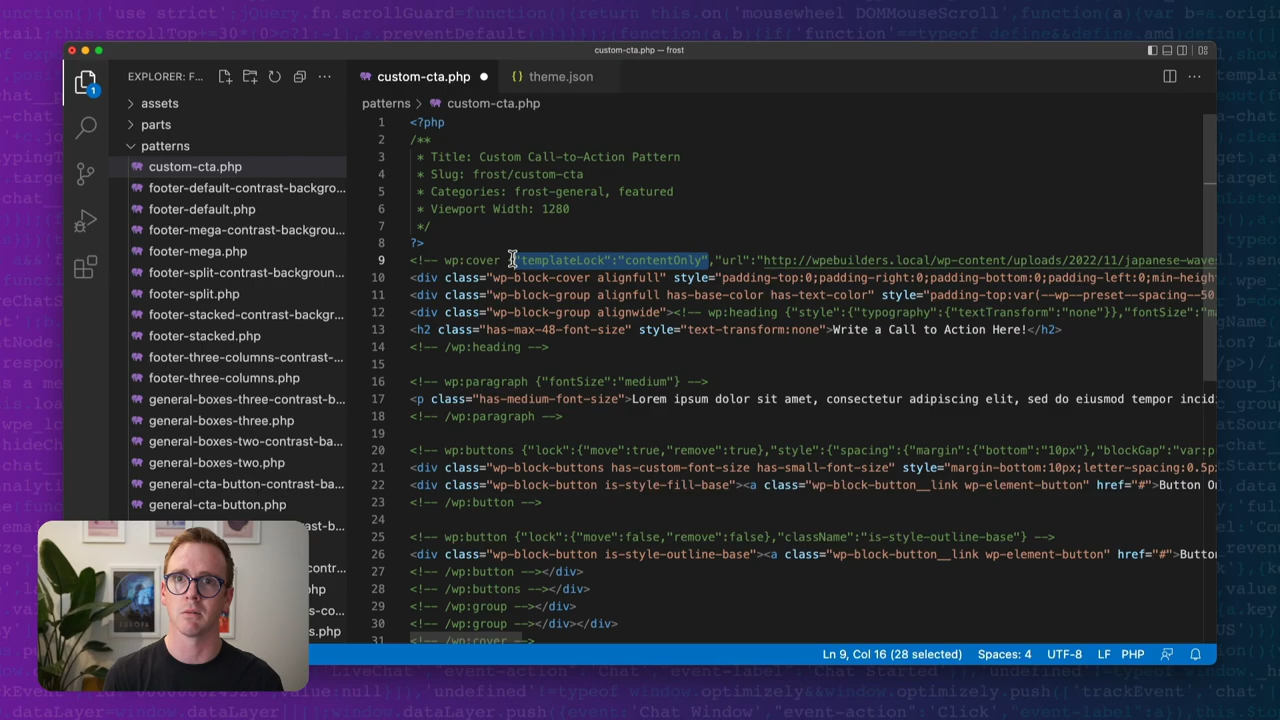 custom-cta.php — frost
EXPLORER: F...
custom-cta.php
{} theme.json
1
assets
parts
patterns
custom-cta.php
footer-default-contrast-backgro...
footer-default.php
footer-mega-contrast-backgroun...
footer-mega.php
footer-split-contrast-backgroun...
footer-split.php
footer-stacked-contrast-backgr...
footer-stacked.php
footer-three-columns-contrast-...
footer-three-columns.php
general-boxes-three-contrast-b...
general-boxes-three.php
general-boxes-two-contrast-ba...
general-boxes-two.php
general-cta-button-contrast-ba...
general-cta-button.php
patterns > custom-cta.php
1 <?php
2 /**
3 * Title: Custom Call-to-Action Pattern
4 * Slug: frost/custom-cta
5 * Categories: frost-general, featured
6 * Viewport Width: 1280
7 */
8 ?>
9 <!-- wp:cover {"templateLock":"contentOnly","url":"http://wpebuilders.local/wp-content/uploads/2022/11/japanese-wave
10 <div class="wp-block-cover alignfull" style="padding-top:0;padding-right:0;padding-bottom:0;padding-left:0;min-heigh
11 <div class="wp-block-group alignfull has-base-color has-text-color" style="padding-top:var(--wp--preset--spacing--50
12 <div class="wp-block-group alignwide"><!-- wp:heading {"style":{"typography":{"textTransform":"none"}},"fontSize":"ma
13 <h2 class="has-max-48-font-size" style="text-transform:none">Write a Call to Action Here!</h2>
14 <!-- /wp:heading -->
15
16 <!-- wp:paragraph {"fontSize":"medium"} -->
17 <p class="has-medium-font-size">Lorem ipsum dolor sit amet, consectetur adipiscing elit, sed do eiusmod tempor incid
18 <!-- /wp:paragraph -->
19
20 <!-- wp:buttons {"lock":{"move":true,"remove":true},"style":{"spacing":{"margin":{"bottom":"10px"},"blockGap":"var:p
21 <div class="wp-block-buttons has-custom-font-size has-small-font-size" style="margin-bottom:10px;letter-spacing:0.5p
22 <div class="wp-block-button is-style-fill-base"><a class="wp-block-button__link wp-element-button" href="#">Button On
23 <!-- /wp:button -->
24
25 <!-- wp:button {"lock":{"move":false,"remove":false},"className":"is-style-outline-base"} -->
26 <div class="wp-block-button is-style-outline-base"><a class="wp-block-button__link wp-element-button" href="#">Button
27 <!-- /wp:button --></div>
28 <!-- /wp:buttons --></div>
29 <!-- /wp:group --></div>
30 <!-- /wp:group --></div></div>
31 <!-- /wp:cover -->
Ln 9, Col 16 (28 selected)
Spaces: 4
UTF-8
LF
PHP